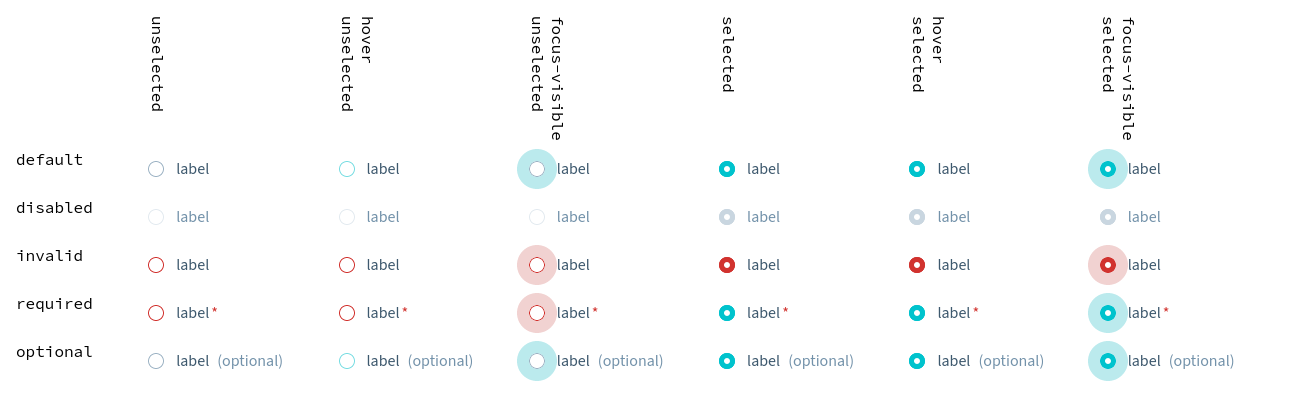 unselected
hover
unselected
focus-visible
unselected
selected
hover
selected
focus-visible
selected
default label label label label label label
disabled label label label label label label
invalid label label label label label label
required label* label* label* label* label* label*
optional label (optional) label (optional) label (optional) label (optional) label (optional) label (optional)